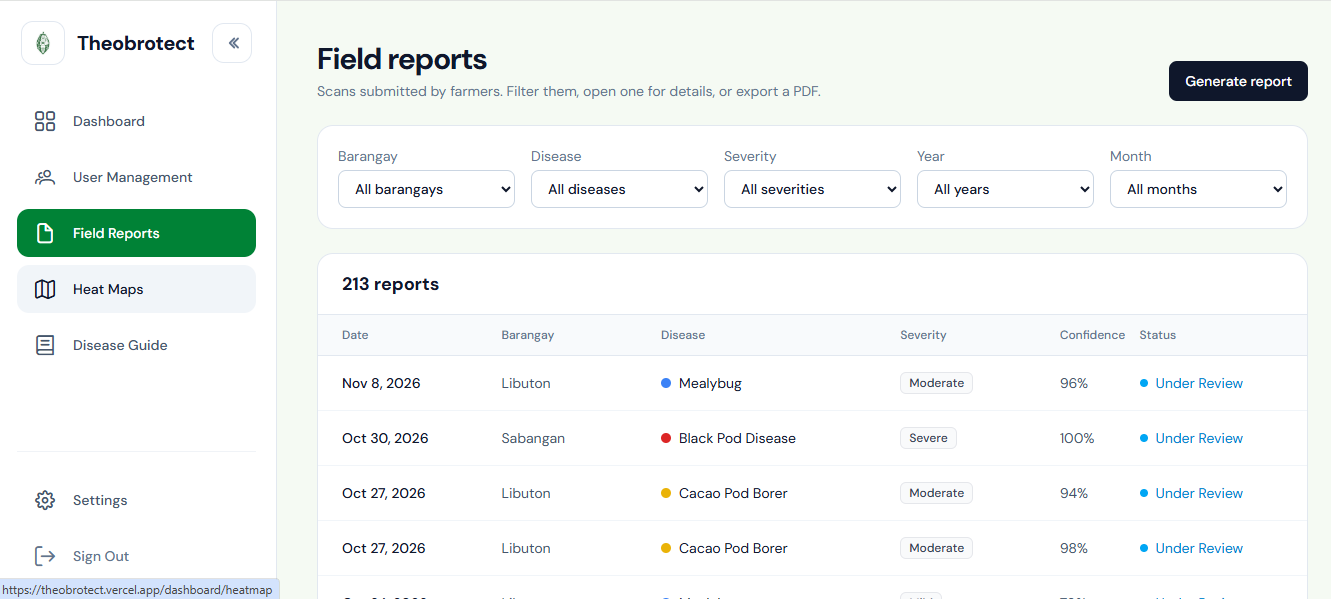 Theobrotect
Dashboard
User Management
Field Reports
Heat Maps
Disease Guide
Settings
Sign Out
https://theobrotect.vercel.app/dashboard/heatmap
Field reports
Scans submitted by farmers. Filter them, open one for details, or export a PDF.
Generate report
Barangay Disease Severity Year Month
All barangays All diseases All severities All years All months
213 reports
Date Barangay Disease Severity Confidence Status
Nov 8, 2026 Libuton Mealybug Moderate 96% Under Review
Oct 30, 2026 Sabangan Black Pod Disease Severe 100% Under Review
Oct 27, 2026 Libuton Cacao Pod Borer Moderate 94% Under Review
Oct 27, 2026 Libuton Cacao Pod Borer Moderate 98% Under Review